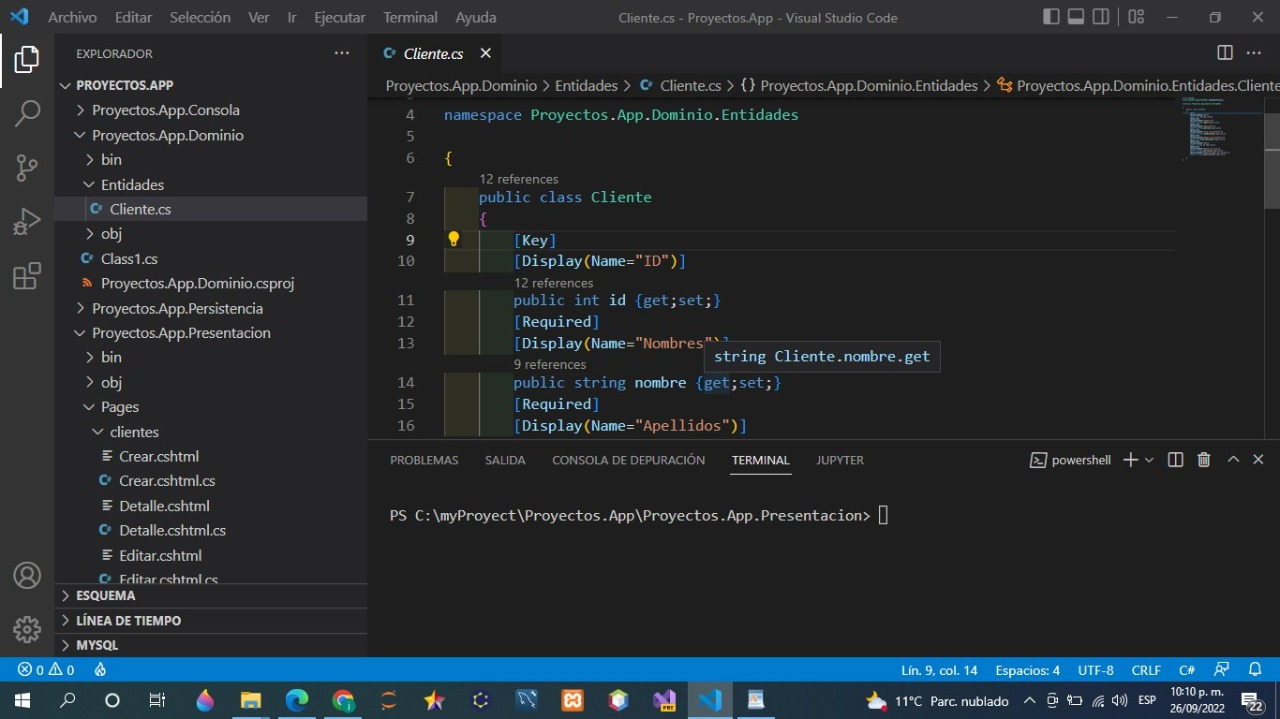 Archivo Editar Selección Ver Ir Ejecutar Terminal Ayuda Cliente.cs - Proyectos.App - Visual Studio Code
EXPLORADOR
PROYECTOS.APP
Proyectos.App.Consola
Proyectos.App.Dominio
bin
Entidades
Cliente.cs
obj
Class1.cs
Proyectos.App.Dominio.csproj
Proyectos.App.Persistencia
Proyectos.App.Presentacion
bin
obj
Pages
clientes
Crear.cshtml
Crear.cshtml.cs
Detalle.cshtml
Detalle.cshtml.cs
Editar.cshtml
Editar.cshtml.cs
ESQUEMA
LÍNEA DE TIEMPO
MYSQL
Cliente.cs
Proyectos.App.Dominio > Entidades > Cliente.cs > {} Proyectos.App.Dominio.Entidades > Proyectos.App.Dominio.Entidades.Cliente
4 namespace Proyectos.App.Dominio.Entidades
5
6 {
12 references
7 public class Cliente
8 {
9 [Key]
10 [Display(Name="ID")]
12 references
11 public int id {get;set;}
12 [Required]
13 [Display(Name="Nombres")]
string Cliente.nombre.get
9 references
14 public string nombre {get;set;}
15 [Required]
16 [Display(Name="Apellidos")]
PROBLEMAS SALIDA CONSOLA DE DEPURACIÓN TERMINAL JUPYTER powershell
PS C:\myProyect\Proyectos.App\Proyectos.App.Presentacion>
0 0 Lín. 9, col. 14 Espacios: 4 UTF-8 CRLF C#
11°C Parc. nublado ESP 10:10 p. m.
26/09/2022 22